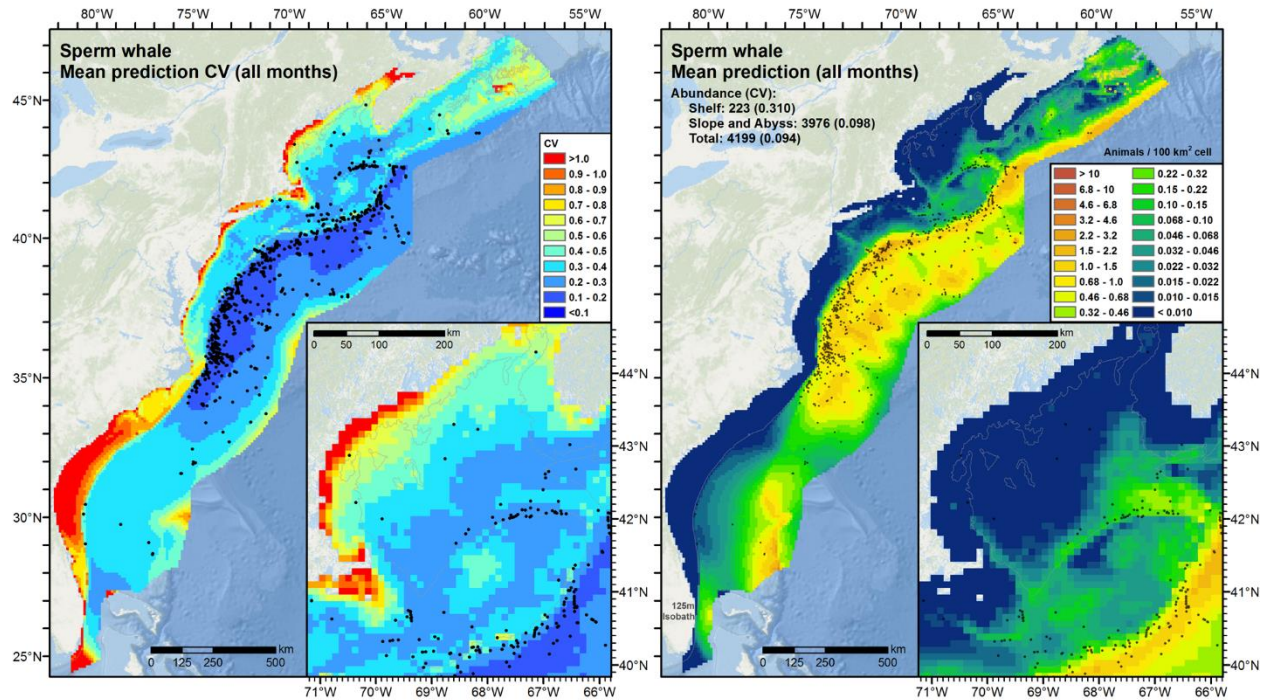 80°W 75°W 70°W 65°W 60°W 55°W
Sperm whale
Mean prediction CV (all months)
45°N
40°N
35°N
30°N
25°N
CV
>1.0
0.9 - 1.0
0.8 - 0.9
0.7 - 0.8
0.6 - 0.7
0.5 - 0.6
0.4 - 0.5
0.3 - 0.4
0.2 - 0.3
0.1 - 0.2
<0.1
km
0 50 100 200
44°N
43°N
42°N
41°N
40°N
km
0 125 250 500
71°W 70°W 69°W 68°W 67°W 66°W
80°W 75°W 70°W 65°W 60°W 55°W
Sperm whale
Mean prediction (all months)
Abundance (CV):
Shelf: 223 (0.310)
Slope and Abyss: 3976 (0.098)
Total: 4199 (0.094)
45°N
40°N
35°N
30°N
25°N
Animals / 100 km² cell
> 10 0.22 - 0.32
6.8 - 10 0.15 - 0.22
4.6 - 6.8 0.10 - 0.15
3.2 - 4.6 0.068 - 0.10
2.2 - 3.2 0.046 - 0.068
1.5 - 2.2 0.032 - 0.046
1.0 - 1.5 0.022 - 0.032
0.68 - 1.0 0.015 - 0.022
0.46 - 0.68 0.010 - 0.015
0.32 - 0.46 < 0.010
km
0 50 100 200
44°N
43°N
42°N
41°N
40°N
125m
Isobath
km
0 125 250 500
71°W 70°W 69°W 68°W 67°W 66°W